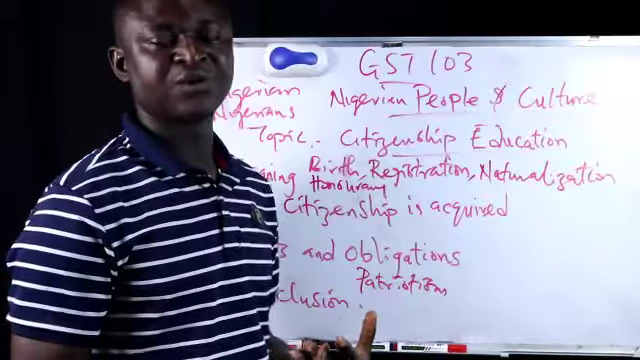 GST 103
Nigerians
Nigerian People & Culture
Topic :- Citizenship Education
Birth, Registration, Naturalization
Honourary
Citizenship is acquired
and Obligations
Patriotism
clusion .